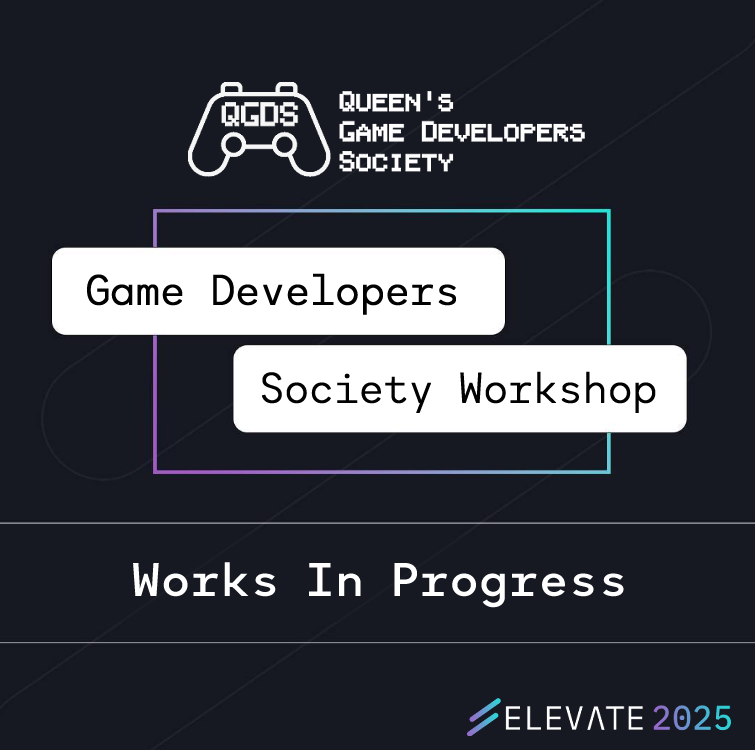 QGDS
Queen's
Game Developers
Society
Game Developers
Society Workshop
Works In Progress
ELEVATE 2025